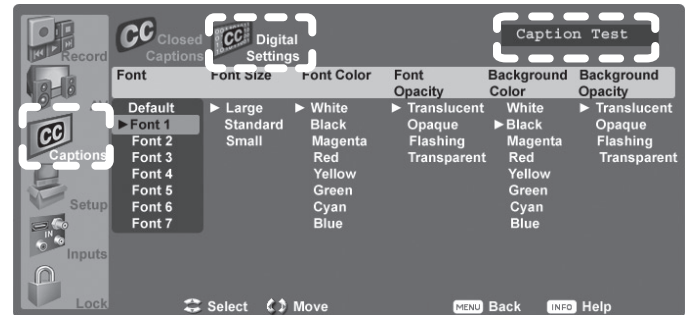 Record
CC Closed Captions
CC Digital Settings
Caption Test
Font Font Size Font Color Font Opacity Background Color Background Opacity
Default ► Large ► White ► Translucent White ► Translucent
► Font 1 Standard Black Opaque ► Black Opaque
Font 2 Small Magenta Flashing Magenta Flashing
Font 3 Red Transparent Red Transparent
Font 4 Yellow Yellow
Font 5 Green Green
Font 6 Cyan Cyan
Font 7 Blue Blue
CC
Captions
Setup
IN
Inputs
Lock
Select Move MENU Back INFO Help